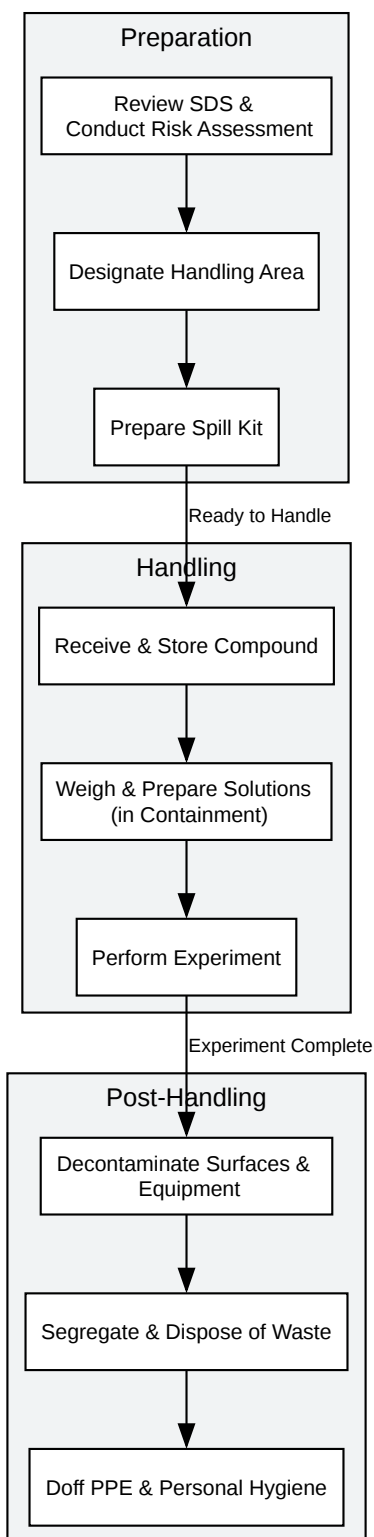 Preparation
Review SDS &
Conduct Risk Assessment
Designate Handling Area
Prepare Spill Kit
Ready to Handle
Handling
Receive & Store Compound
Weigh & Prepare Solutions
(in Containment)
Perform Experiment
Experiment Complete
Post-Handling
Decontaminate Surfaces &
Equipment
Segregate & Dispose of Waste
Doff PPE & Personal Hygiene